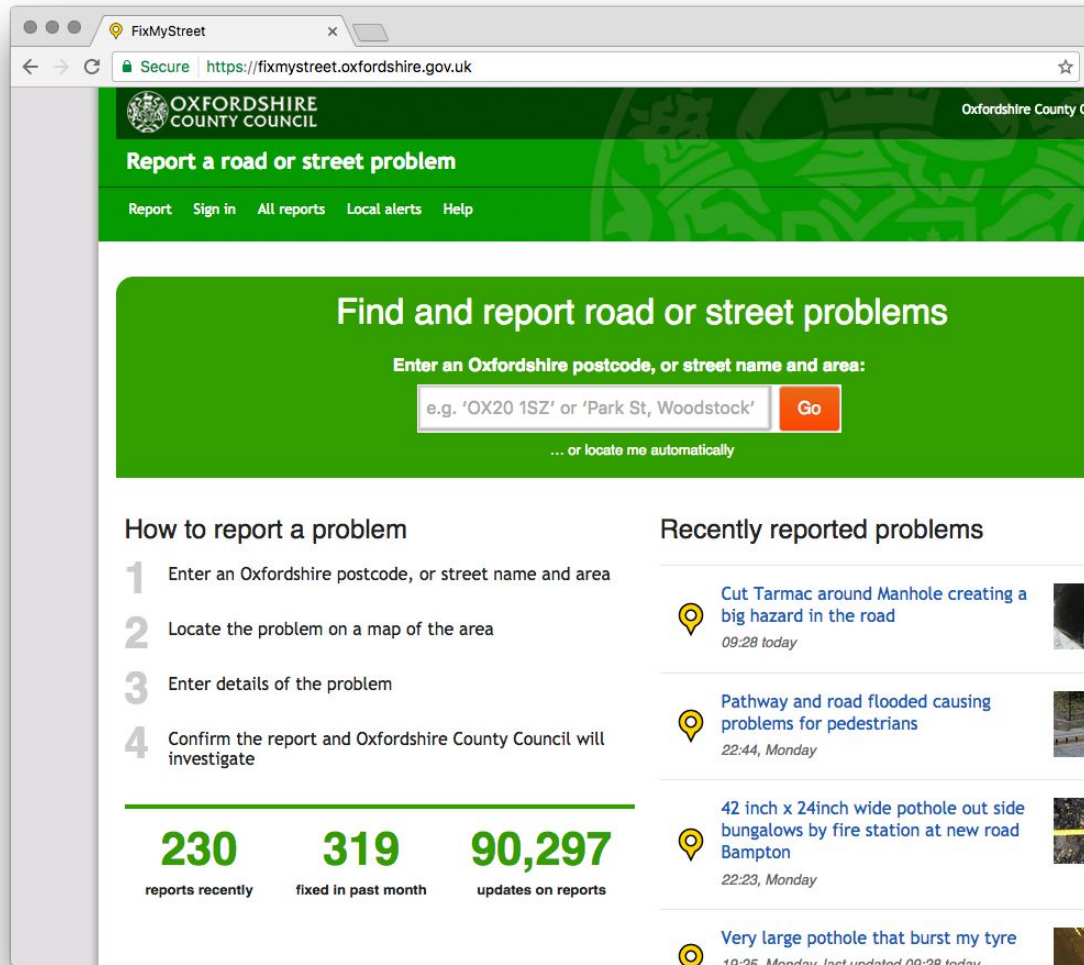 FixMyStreet
Secure https://fixmystreet.oxfordshire.gov.uk
OXFORDSHIRE
COUNTY COUNCIL
Oxfordshire County
Report a road or street problem
Report Sign in All reports Local alerts Help
Find and report road or street problems
Enter an Oxfordshire postcode, or street name and area:
e.g. ‘OX20 1SZ’ or ‘Park St, Woodstock’ Go
... or locate me automatically
How to report a problem
1 Enter an Oxfordshire postcode, or street name and area
2 Locate the problem on a map of the area
3 Enter details of the problem
4 Confirm the report and Oxfordshire County Council will
investigate
230 319 90,297
reports recently fixed in past month updates on reports
Recently reported problems
Cut Tarmac around Manhole creating a
big hazard in the road
09:28 today
Pathway and road flooded causing
problems for pedestrians
22:44, Monday
42 inch x 24inch wide pothole out side
bungalows by fire station at new road
Bampton
22:23, Monday
Very large pothole that burst my tyre
19:25, Monday, last updated 09:28 today